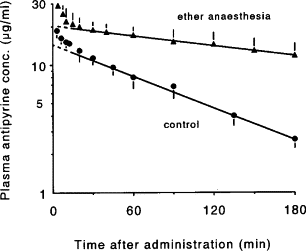 Plasma antipyrine conc. (µg/ml)
30
10
5
1
ether anaesthesia
control
0
60
120
180
Time after administration (min)